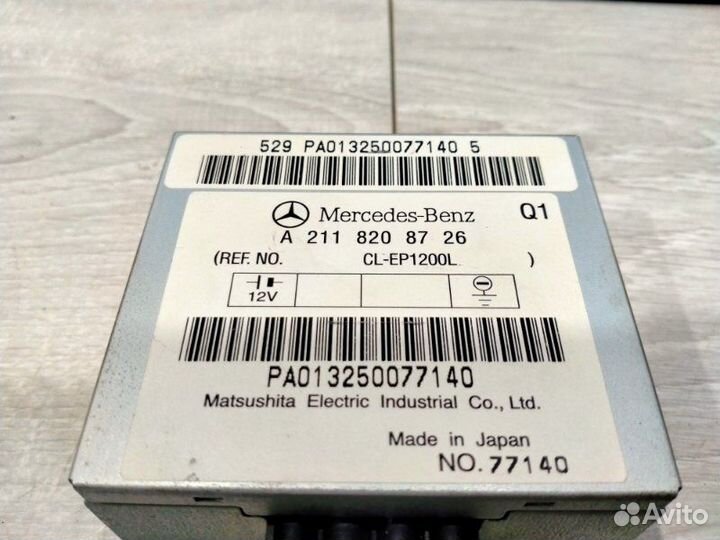 529 PA013250077140 5
Mercedes-Benz Q1
A 211 820 87 26
(REF. NO. CL-EP1200L )
12V
PA013250077140
Matsushita Electric Industrial Co., Ltd.
Made in Japan
NO. 77140
Avito